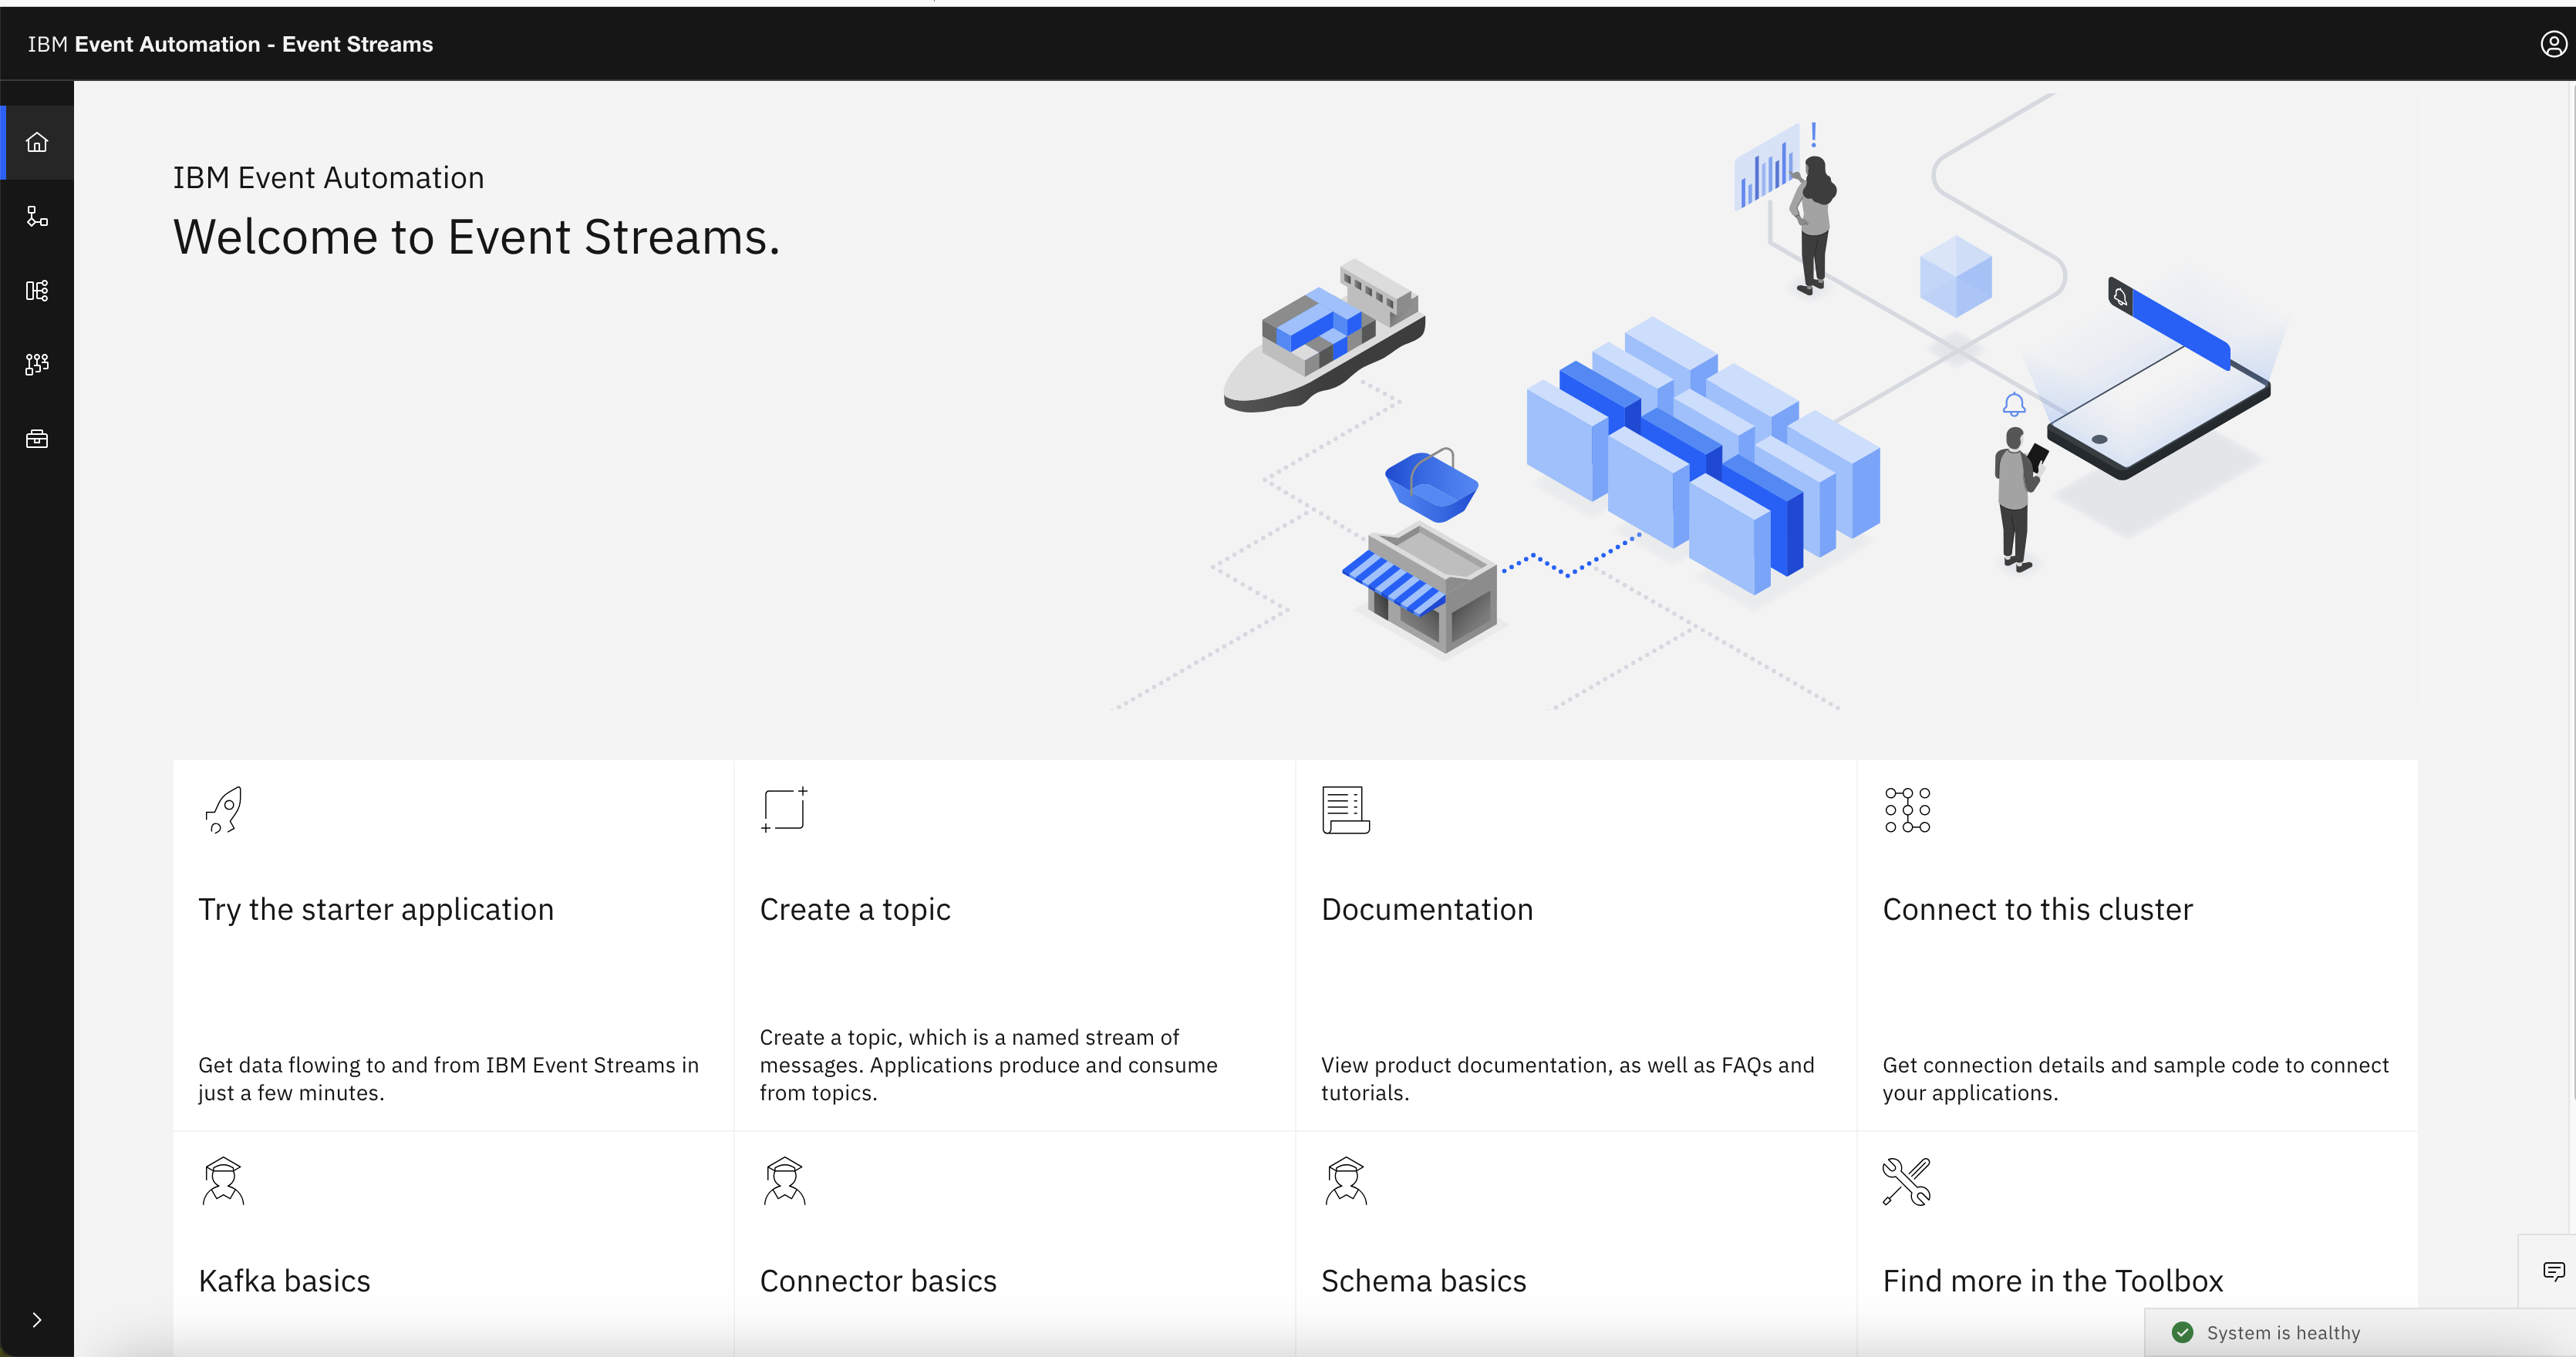 IBM Event Automation - Event Streams
IBM Event Automation
Welcome to Event Streams.
!
Try the starter application
Get data flowing to and from IBM Event Streams in
just a few minutes.
Create a topic
Create a topic, which is a named stream of
messages. Applications produce and consume
from topics.
Documentation
View product documentation, as well as FAQs and
tutorials.
Connect to this cluster
Get connection details and sample code to connect
your applications.
Kafka basics
Connector basics
Schema basics
Find more in the Toolbox
System is healthy